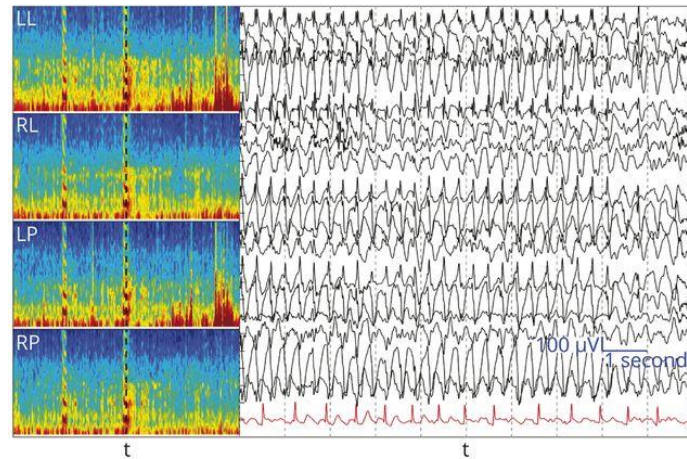 LL
RL
LP
RP
100 μV
1 second
t
t